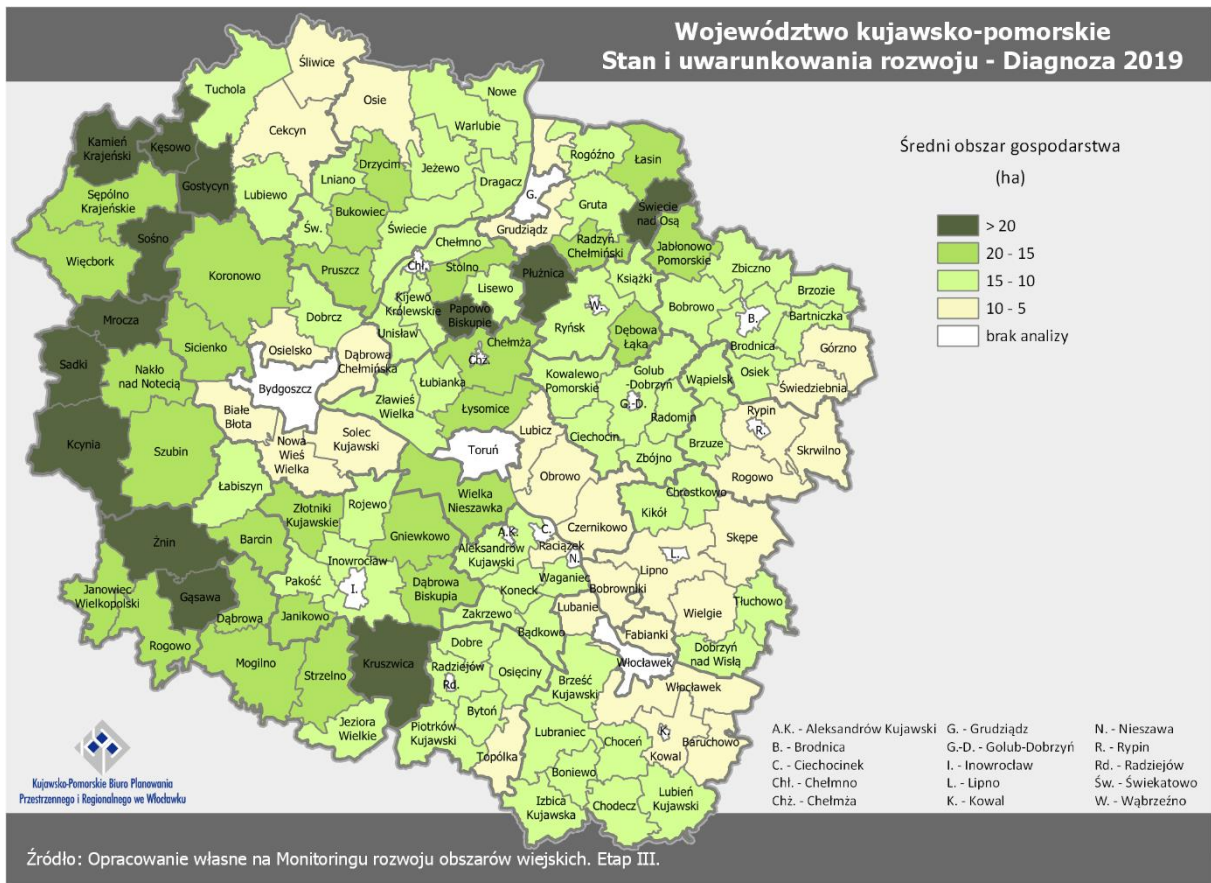 Województwo kujawsko-pomorskie
Stan i uwarunkowania rozwoju - Diagnoza 2019
Średni obszar gospodarstwa
(ha)
> 20
20 - 15
15 - 10
10 - 5
brak analizy
Śliwice
Tuchola
Nowe
Osie
Cekcyn
Warlubie
Kamień
Krajeński
Kęsowo
Rogóźno
Łasin
Drzycim
Jeżewo
Lniano
Dragacz
G.
Gostycyn
Lubiewo
Sępólno
Krajeńskie
Gruta
Świecie
nad Osą
Bukowiec
Św.
Świecie
Grudziądz
Sośno
Chełmno
Radzyń
Chełmiński
Jabłonowo
Pomorskie
Więcbork
Koronowo
Pruszcz
Chł.
Stolno
Płużnica
Książki
Zbiczno
Lisewo
Brzozie
Kijewo
Królewskie
W.
Bobrowo
Bartniczka
Mrocza
Dobrcz
Papowo
Biskupie
Ryńsk
B.
Unisław
Dębowa
Łąka
Brodnica
Sicienko
Chełmża
Górzno
Osielsko
Dąbrowa
Chełmińska
Chż.
Sadki
Nakło
nad Notecią
Osiek
Golub
-Dobrzyń
Wąpielsk
Kowalewo
Pomorskie
Świedziebnia
Bydgoszcz
Łubianka
Zławieś
Wielka
Łysomice
G.-D.
Radomin
Rypin
Białe
Błota
R.
Kcynia
Solec
Kujawski
Lubicz
Ciechocin
Brzuze
Szubin
Nowa
Wieś
Wielka
Toruń
Skrwilno
Zbójno
Rogowo
Obrowo
Łabiszyn
Wielka
Nieszawka
Chrostkowo
Złotniki
Kujawskie
Rojewo
Kikół
Czernikowo
Gniewkowo
A.K.
C.
Skępe
Żnin
Barcin
Aleksandrów
Kujawski
Raciążek
N.
L.
Inowrocław
Lipno
Pakość
I.
Dąbrowa
Biskupia
Koneck
Waganiec
Bobrowniki
Janowiec
Wielkopolski
Gąsawa
Wielgie
Tłuchowo
Lubanie
Dąbrowa
Janikowo
Zakrzewo
Fabianki
Bądkowo
Rogowo
Dobre
Dobrzyń
nad Wisłą
Mogilno
Strzelno
Kruszwica
Radziejów
Osięciny
Włocławek
Rd.
Brześć
Kujawski
Włocławek
Bytoń
Jeziora
Wielkie
Piotrków
Kujawski
Lubraniec
K.
Choceń
Kowal
Baruchowo
Topólka
Boniewo
Lubień
Kujawski
Izbica
Kujawska
Chodecz
A.K. - Aleksandrów Kujawski
B. - Brodnica
C. - Ciechocinek
Chł. - Chełmno
Chż. - Chełmża
G. - Grudziądz
G.-D. - Golub-Dobrzyń
I. - Inowrocław
L. - Lipno
K. - Kowal
N. - Nieszawa
R. - Rypin
Rd. - Radziejów
Św. - Świekatowo
W. - Wąbrzeźno
Kujawsko-Pomorskie Biuro Planowania
Przestrzennego i Regionalnego we Włocławku
Źródło: Opracowanie własne na Monitoringu rozwoju obszarów wiejskich. Etap III.